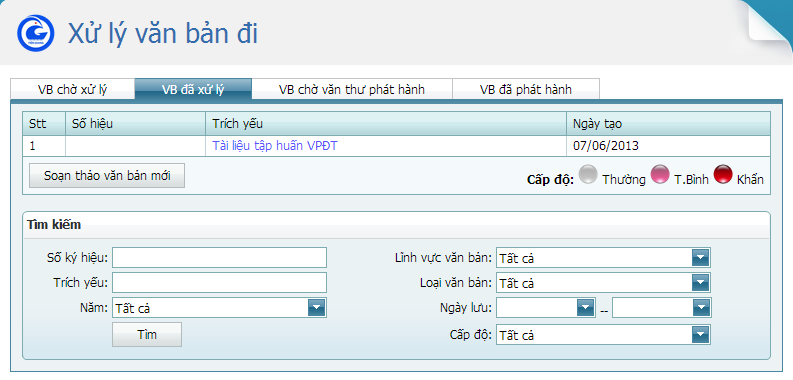 Xử lý văn bản đi
VB chờ xử lý VB đã xử lý VB chờ văn thư phát hành VB đã phát hành
Stt Số hiệu Trích yếu Ngày tạo
1 Tài liệu tập huấn VPĐT 07/06/2013
Soạn thảo văn bản mới Cấp độ: Thường T.Bình Khẩn
Tìm kiếm
Số ký hiệu: Lĩnh vực văn bản: Tất cả
Trích yếu: Loại văn bản: Tất cả
Năm: Tất cả Ngày lưu: --
Tìm Cấp độ: Tất cả